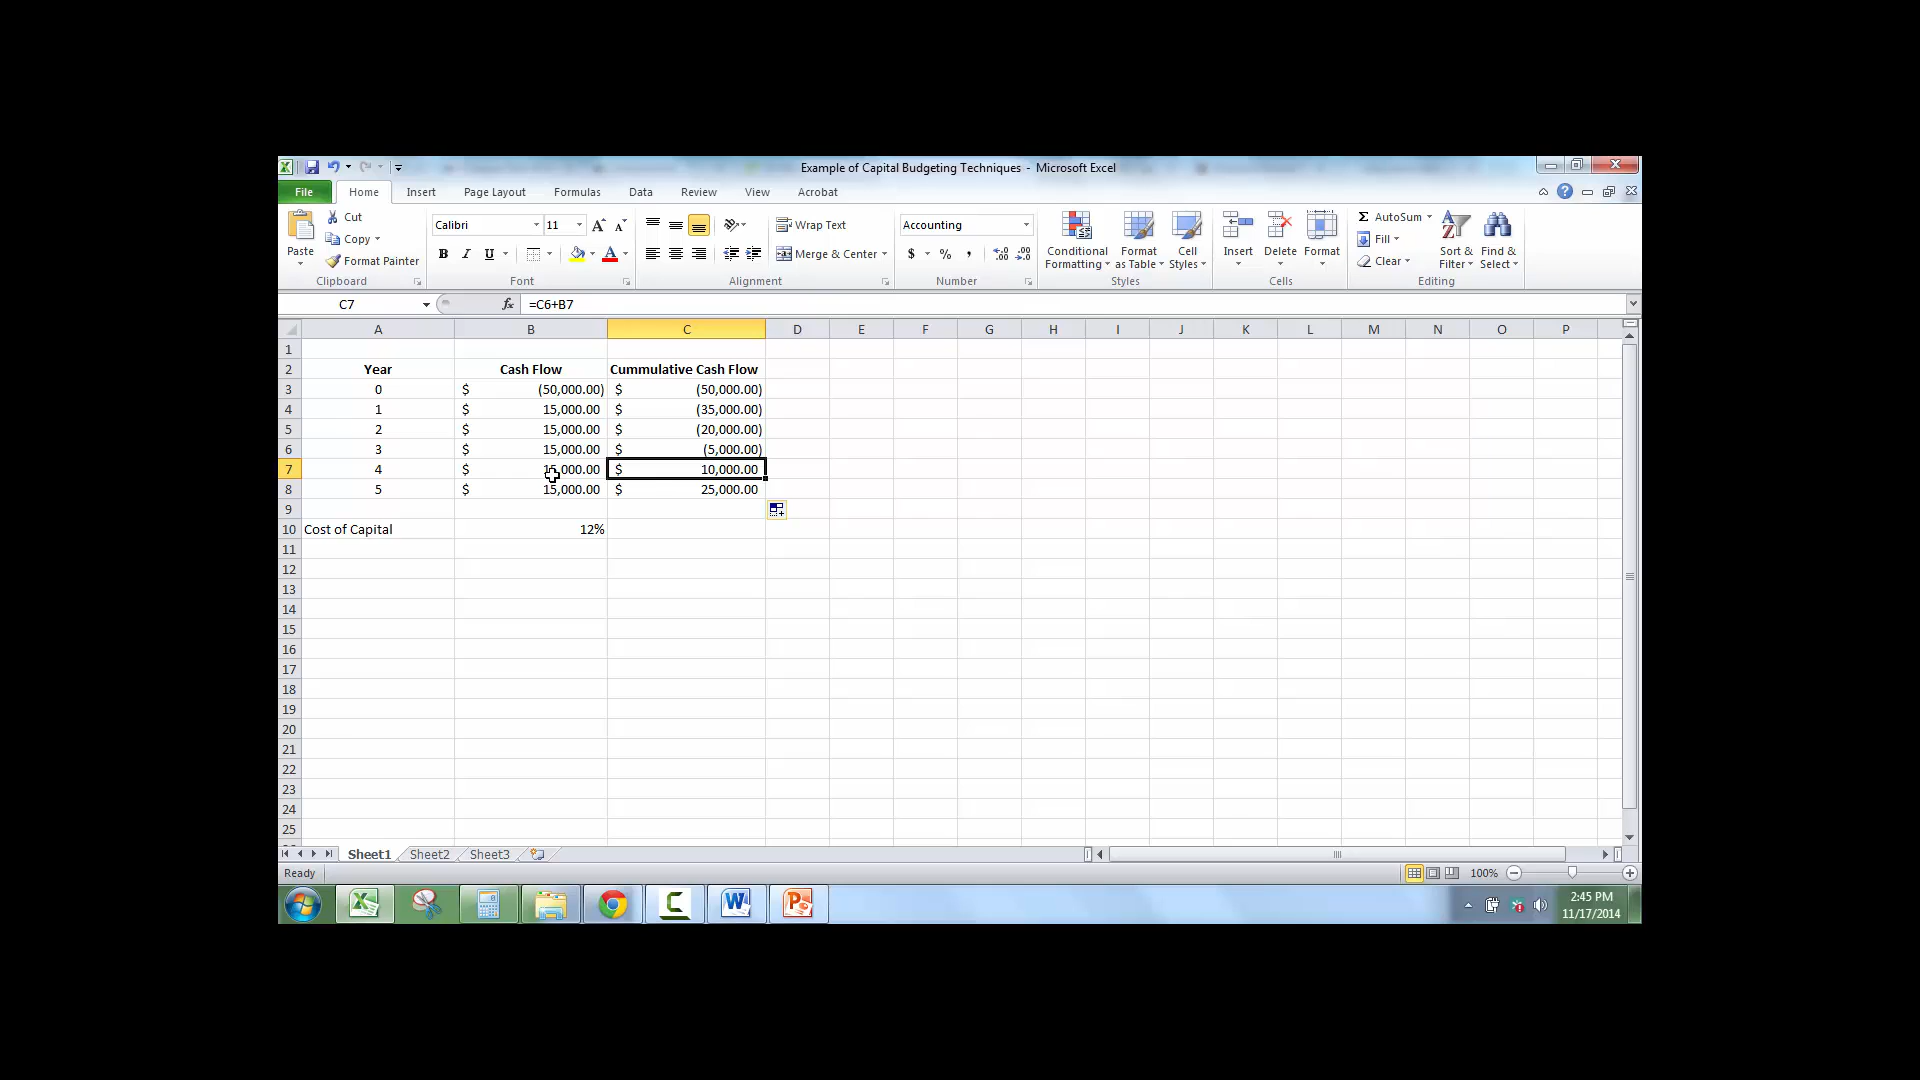 Example of Capital Budgeting Techniques - Microsoft Excel
File Home Insert Page Layout Formulas Data Review View Acrobat
Paste
Cut
Copy
Format Painter
Clipboard
Calibri 11
B I U
Font
Wrap Text
Merge & Center
Alignment
Accounting
$ % ,
Number
Conditional Formatting
Format as Table
Cell Styles
Styles
Insert Delete Format
Cells
AutoSum
Fill
Clear
Sort & Filter
Find & Select
Editing
C7 fx =C6+B7
A B C D E F G H I J K L M N O P
1
2 Year Cash Flow Cummulative Cash Flow
3 0 $ (50,000.00) $ (50,000.00)
4 1 $ 15,000.00 $ (35,000.00)
5 2 $ 15,000.00 $ (20,000.00)
6 3 $ 15,000.00 $ (5,000.00)
7 4 $ 15,000.00 $ 10,000.00
8 5 $ 15,000.00 $ 25,000.00
9
10 Cost of Capital 12%
11
12
13
14
15
16
17
18
19
20
21
22
23
24
25
Sheet1 Sheet2 Sheet3
Ready 100%
2:45 PM
11/17/2014